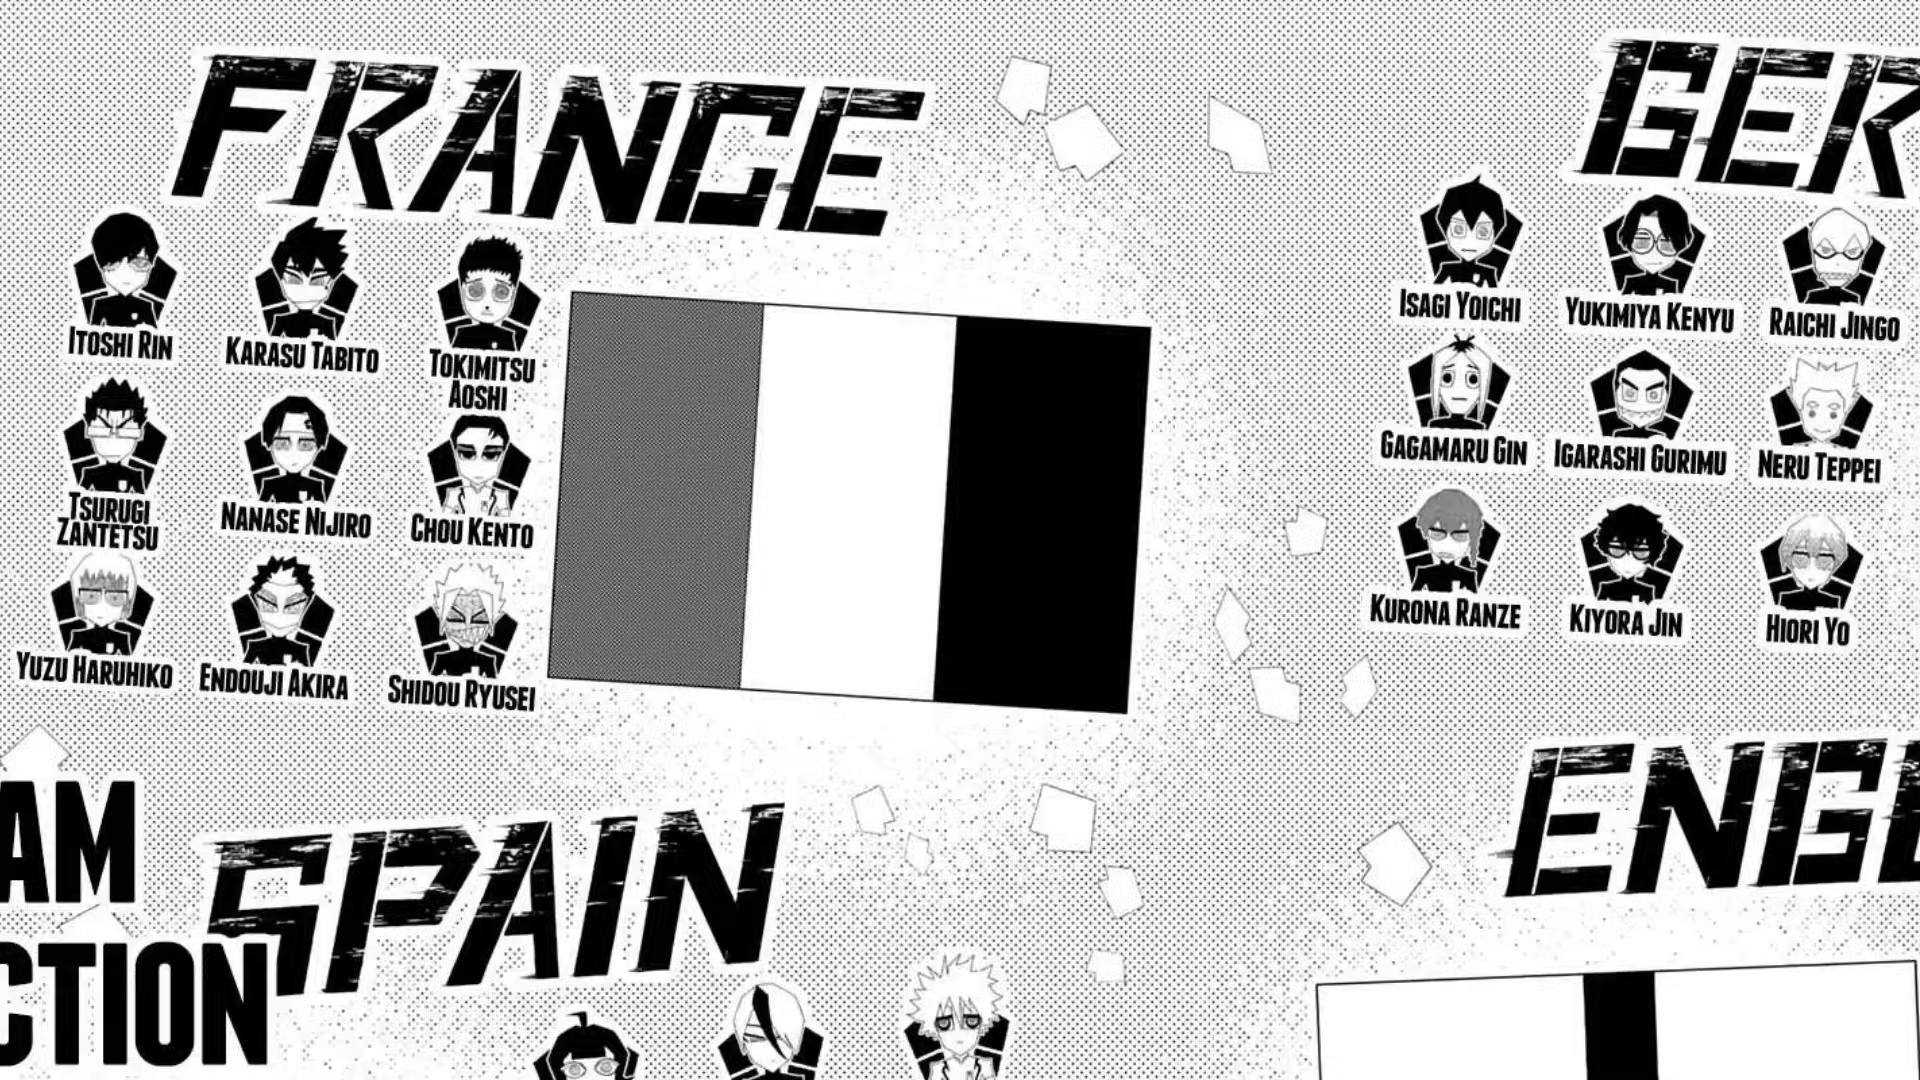 FRANCE
ITOSHI RIN
KARASU TABITO
TOKIMITSU
AOSHI
TSURUGI
ZANTETSU
NANASE NIJIRO
CHOU KENTO
YUZU HARUHIKO
ENDOUJI AKIRA
SHIDOU RYUSEI
GER
ISAGI YOICHI
YUKIMIYA KENYU
RAICHI JINGO
GAGAMARU GIN
IGARASHI GURIMU
NERU TEPPEI
KURONA RANZE
KIYORA JIN
HIORI YO
AM
CTION
SPAIN
ENGL